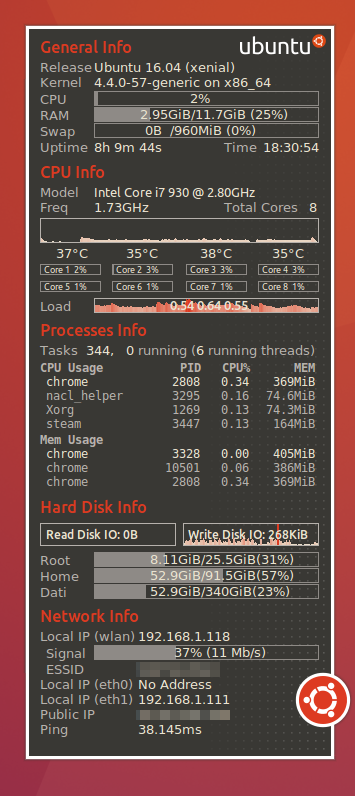 General Info ubuntu
Release Ubuntu 16.04 (xenial)
Kernel 4.4.0-57-generic on x86_64
CPU 2%
RAM 2.95GiB/11.7GiB (25%)
Swap 0B /960MiB (0%)
Uptime 8h 9m 44s Time 18:30:54
CPU Info
Model Intel Core i7 930 @ 2.80GHz
Freq 1.73GHz Total Cores 8
37°C 35°C 38°C 35°C
Core 1 2% Core 2 3% Core 3 3% Core 4 3%
Core 5 1% Core 6 1% Core 7 1% Core 8 1%
Load 0.54 0.64 0.55
Processes Info
Tasks 344, 0 running (6 running threads)
CPU Usage PID CPU% MEM
chrome 2808 0.34 369MiB
nacl_helper 3295 0.16 74.6MiB
Xorg 1269 0.13 74.3MiB
steam 3447 0.13 164MiB
Mem Usage
chrome 3328 0.00 405MiB
chrome 10501 0.06 386MiB
chrome 2808 0.34 369MiB
Hard Disk Info
Read Disk IO: 0B Write Disk IO: 268KiB
Root 8.11GiB/25.5GiB(31%)
Home 52.9GiB/91.5GiB(57%)
Dati 52.9GiB/340GiB(23%)
Network Info
Local IP (wlan) 192.168.1.118
Signal 37% (11 Mb/s)
ESSID
Local IP (eth0) No Address
Local IP (eth1) 192.168.1.111
Public IP
Ping 38.145ms